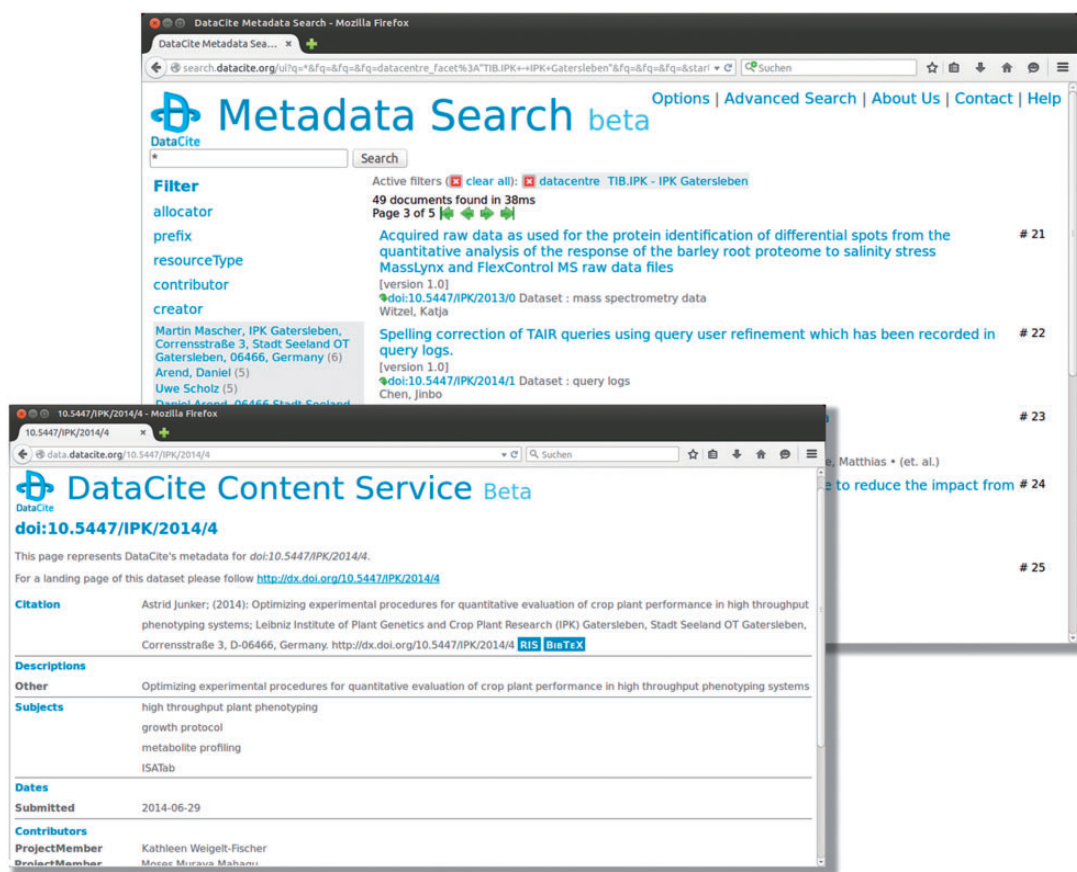 DataCite Metadata Search - Mozilla Firefox
DataCite Metadata Sea...
search.datacite.org/ui?q=*&fq=&fq=&fq=datacentre_facet%3A"TIB.IPK+-+IPK+Gatersleben"&fq=&fq=&fq=&start
Suchen
Options | Advanced Search | About Us | Contact | Help
Metadata Search beta
DataCite
*
Search
Filter
allocator
prefix
resourceType
contributor
creator
Martin Mascher, IPK Gatersleben,
Corrensstraße 3, Stadt Seeland OT
Gatersleben, 06466, Germany (6)
Arend, Daniel (5)
Uwe Scholz (5)
Daniel Arend, 06466 Stadt Seeland
Active filters (clear all): datacentre TIB.IPK - IPK Gatersleben
49 documents found in 38ms
Page 3 of 5
Acquired raw data as used for the protein identification of differential spots from the # 21
quantitative analysis of the response of the barley root proteome to salinity stress
MassLynx and FlexControl MS raw data files
[version 1.0]
doi:10.5447/IPK/2013/0 Dataset : mass spectrometry data
Witzel, Katja
Spelling correction of TAIR queries using query user refinement which has been recorded in # 22
query logs.
[version 1.0]
doi:10.5447/IPK/2014/1 Dataset : query logs
Chen, Jinbo
# 23
e, Matthias • (et. al.)
e to reduce the impact from # 24
# 25
10.5447/IPK/2014/4 - Mozilla Firefox
10.5447/IPK/2014/4
data.datacite.org/10.5447/IPK/2014/4
Suchen
DataCite Content Service Beta
DataCite
doi:10.5447/IPK/2014/4
This page represents DataCite's metadata for doi:10.5447/IPK/2014/4.
For a landing page of this dataset please follow http://dx.doi.org/10.5447/IPK/2014/4
Citation Astrid Junker; (2014): Optimizing experimental procedures for quantitative evaluation of crop plant performance in high throughput
phenotyping systems; Leibniz Institute of Plant Genetics and Crop Plant Research (IPK) Gatersleben, Stadt Seeland OT Gatersleben,
Corrensstraße 3, D-06466, Germany. http://dx.doi.org/10.5447/IPK/2014/4 RIS BibTeX
Descriptions
Other Optimizing experimental procedures for quantitative evaluation of crop plant performance in high throughput phenotyping systems
Subjects high throughput plant phenotyping
growth protocol
metabolite profiling
ISATab
Dates
Submitted 2014-06-29
Contributors
ProjectMember Kathleen Weigelt-Fischer
ProjectMember Moses Muraya Mahagu